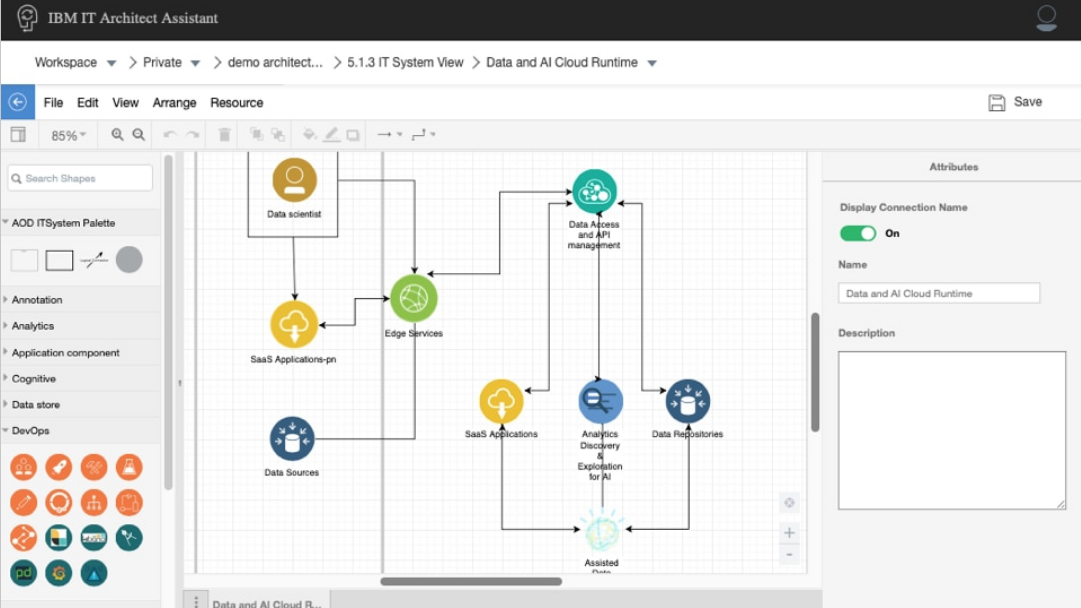 IBM IT Architect Assistant
Workspace Private demo architect... 5.1.3 IT System View Data and AI Cloud Runtime
File Edit View Arrange Resource Save
85%
Search Shapes
AOD ITSystem Palette
Annotation
Analytics
Application component
Cognitive
Data store
DevOps
pd
Data scientist
SaaS Applications-pn
Edge Services
Data Sources
Data Access
and API
management
SaaS Applications
Analytics
Discovery
&
Exploration
for AI
Data Repositories
Assisted
Data
Data and AI Cloud R...
Attributes
Display Connection Name
On
Name
Data and AI Cloud Runtime
Description